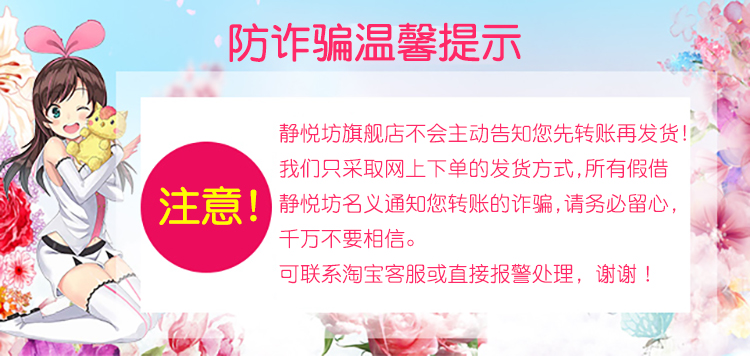 防诈骗温馨提示
注意!
静悦坊旗舰店不会主动告知您先转账再发货!
我们只采取网上下单的发货方式,所有假借
静悦坊名义通知您转账的诈骗,请务必留心,
千万不要相信。
可联系淘宝客服或直接报警处理，谢谢！